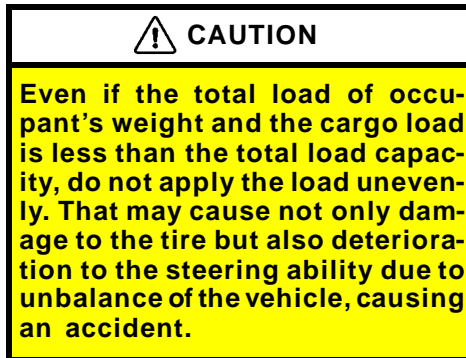 CAUTION
Even if the total load of occu-
pant's weight and the cargo load
is less than the total load capac-
ity, do not apply the load uneven-
ly. That may cause not only dam-
age to the tire but also deteriora-
tion to the steering ability due to
unbalance of the vehicle, causing
an accident.